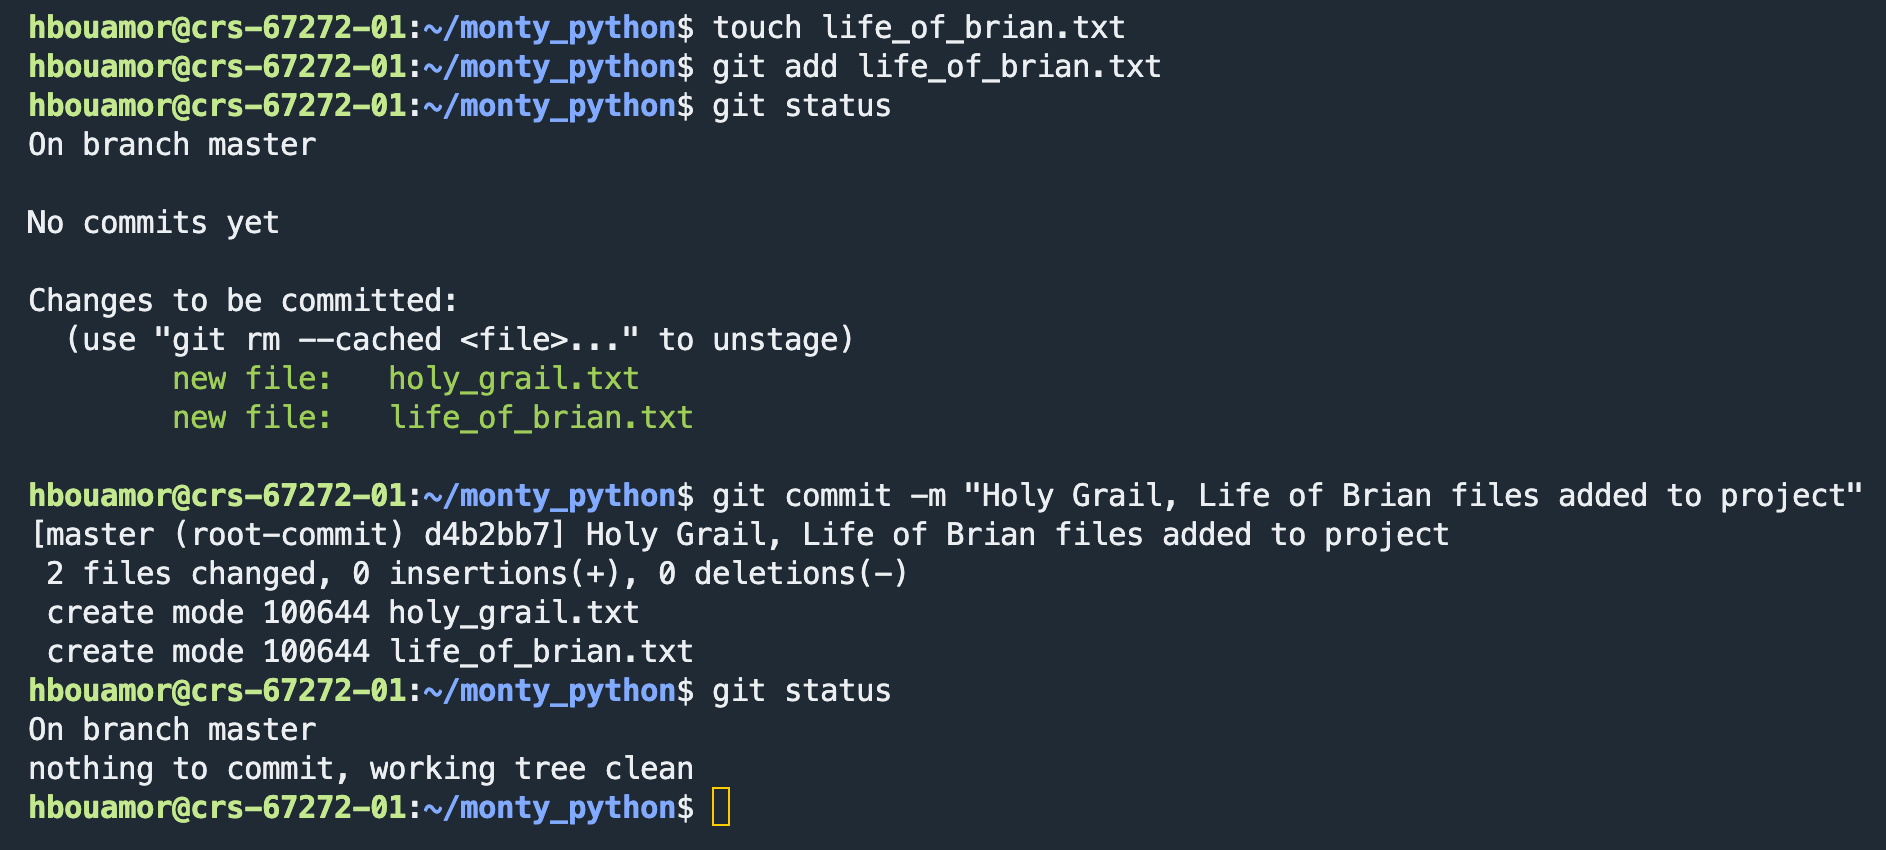 hbouamor@crs-67272-01:~/monty_python$ touch life_of_brian.txt
hbouamor@crs-67272-01:~/monty_python$ git add life_of_brian.txt
hbouamor@crs-67272-01:~/monty_python$ git status
On branch master

No commits yet

Changes to be committed:
  (use "git rm --cached <file>..." to unstage)
        new file:   holy_grail.txt
        new file:   life_of_brian.txt

hbouamor@crs-67272-01:~/monty_python$ git commit -m "Holy Grail, Life of Brian files added to project"
[master (root-commit) d4b2bb7] Holy Grail, Life of Brian files added to project
 2 files changed, 0 insertions(+), 0 deletions(-)
 create mode 100644 holy_grail.txt
 create mode 100644 life_of_brian.txt
hbouamor@crs-67272-01:~/monty_python$ git status
On branch master
nothing to commit, working tree clean
hbouamor@crs-67272-01:~/monty_python$